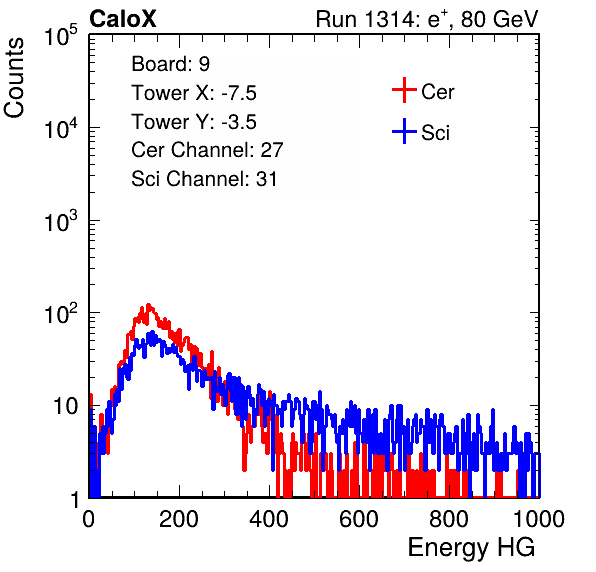 CaloX Run 1314: e⁺, 80 GeV
Counts
10⁵
10⁴
10³
10²
10
1
Board: 9
Tower X: -7.5
Tower Y: -3.5
Cer Channel: 27
Sci Channel: 31
Cer
Sci
0 200 400 600 800 1000
Energy HG